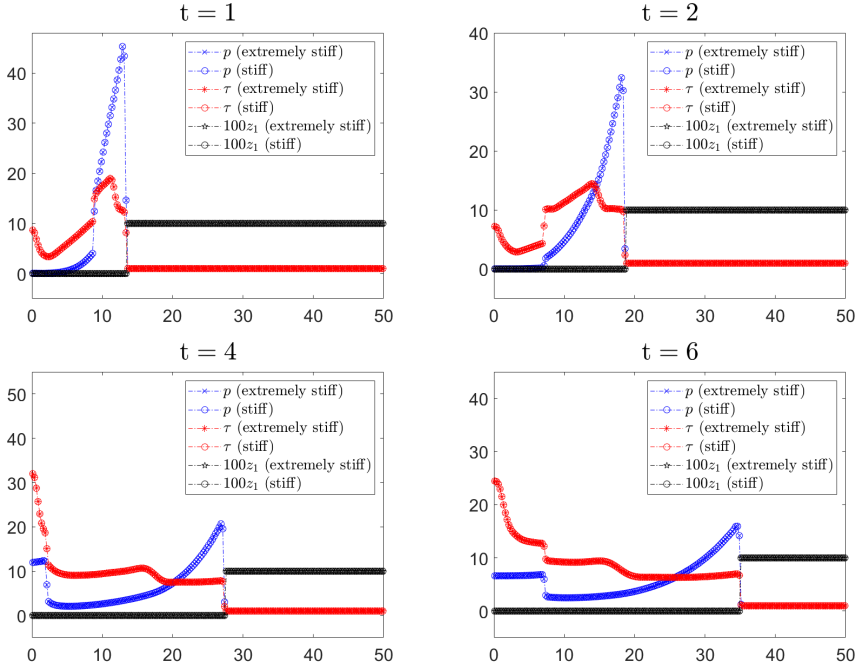 t = 1
40
30
20
10
0
0
10
20
30
40
50
p (extremely stiff)
p (stiff)
τ (extremely stiff)
τ (stiff)
100z₁ (extremely stiff)
100z₁ (stiff)
t = 2
40
30
20
10
0
0
10
20
30
40
50
p (extremely stiff)
p (stiff)
τ (extremely stiff)
τ (stiff)
100z₁ (extremely stiff)
100z₁ (stiff)
t = 4
50
40
30
20
10
0
0
10
20
30
40
50
p (extremely stiff)
p (stiff)
τ (extremely stiff)
τ (stiff)
100z₁ (extremely stiff)
100z₁ (stiff)
t = 6
40
30
20
10
0
0
10
20
30
40
50
p (extremely stiff)
p (stiff)
τ (extremely stiff)
τ (stiff)
100z₁ (extremely stiff)
100z₁ (stiff)